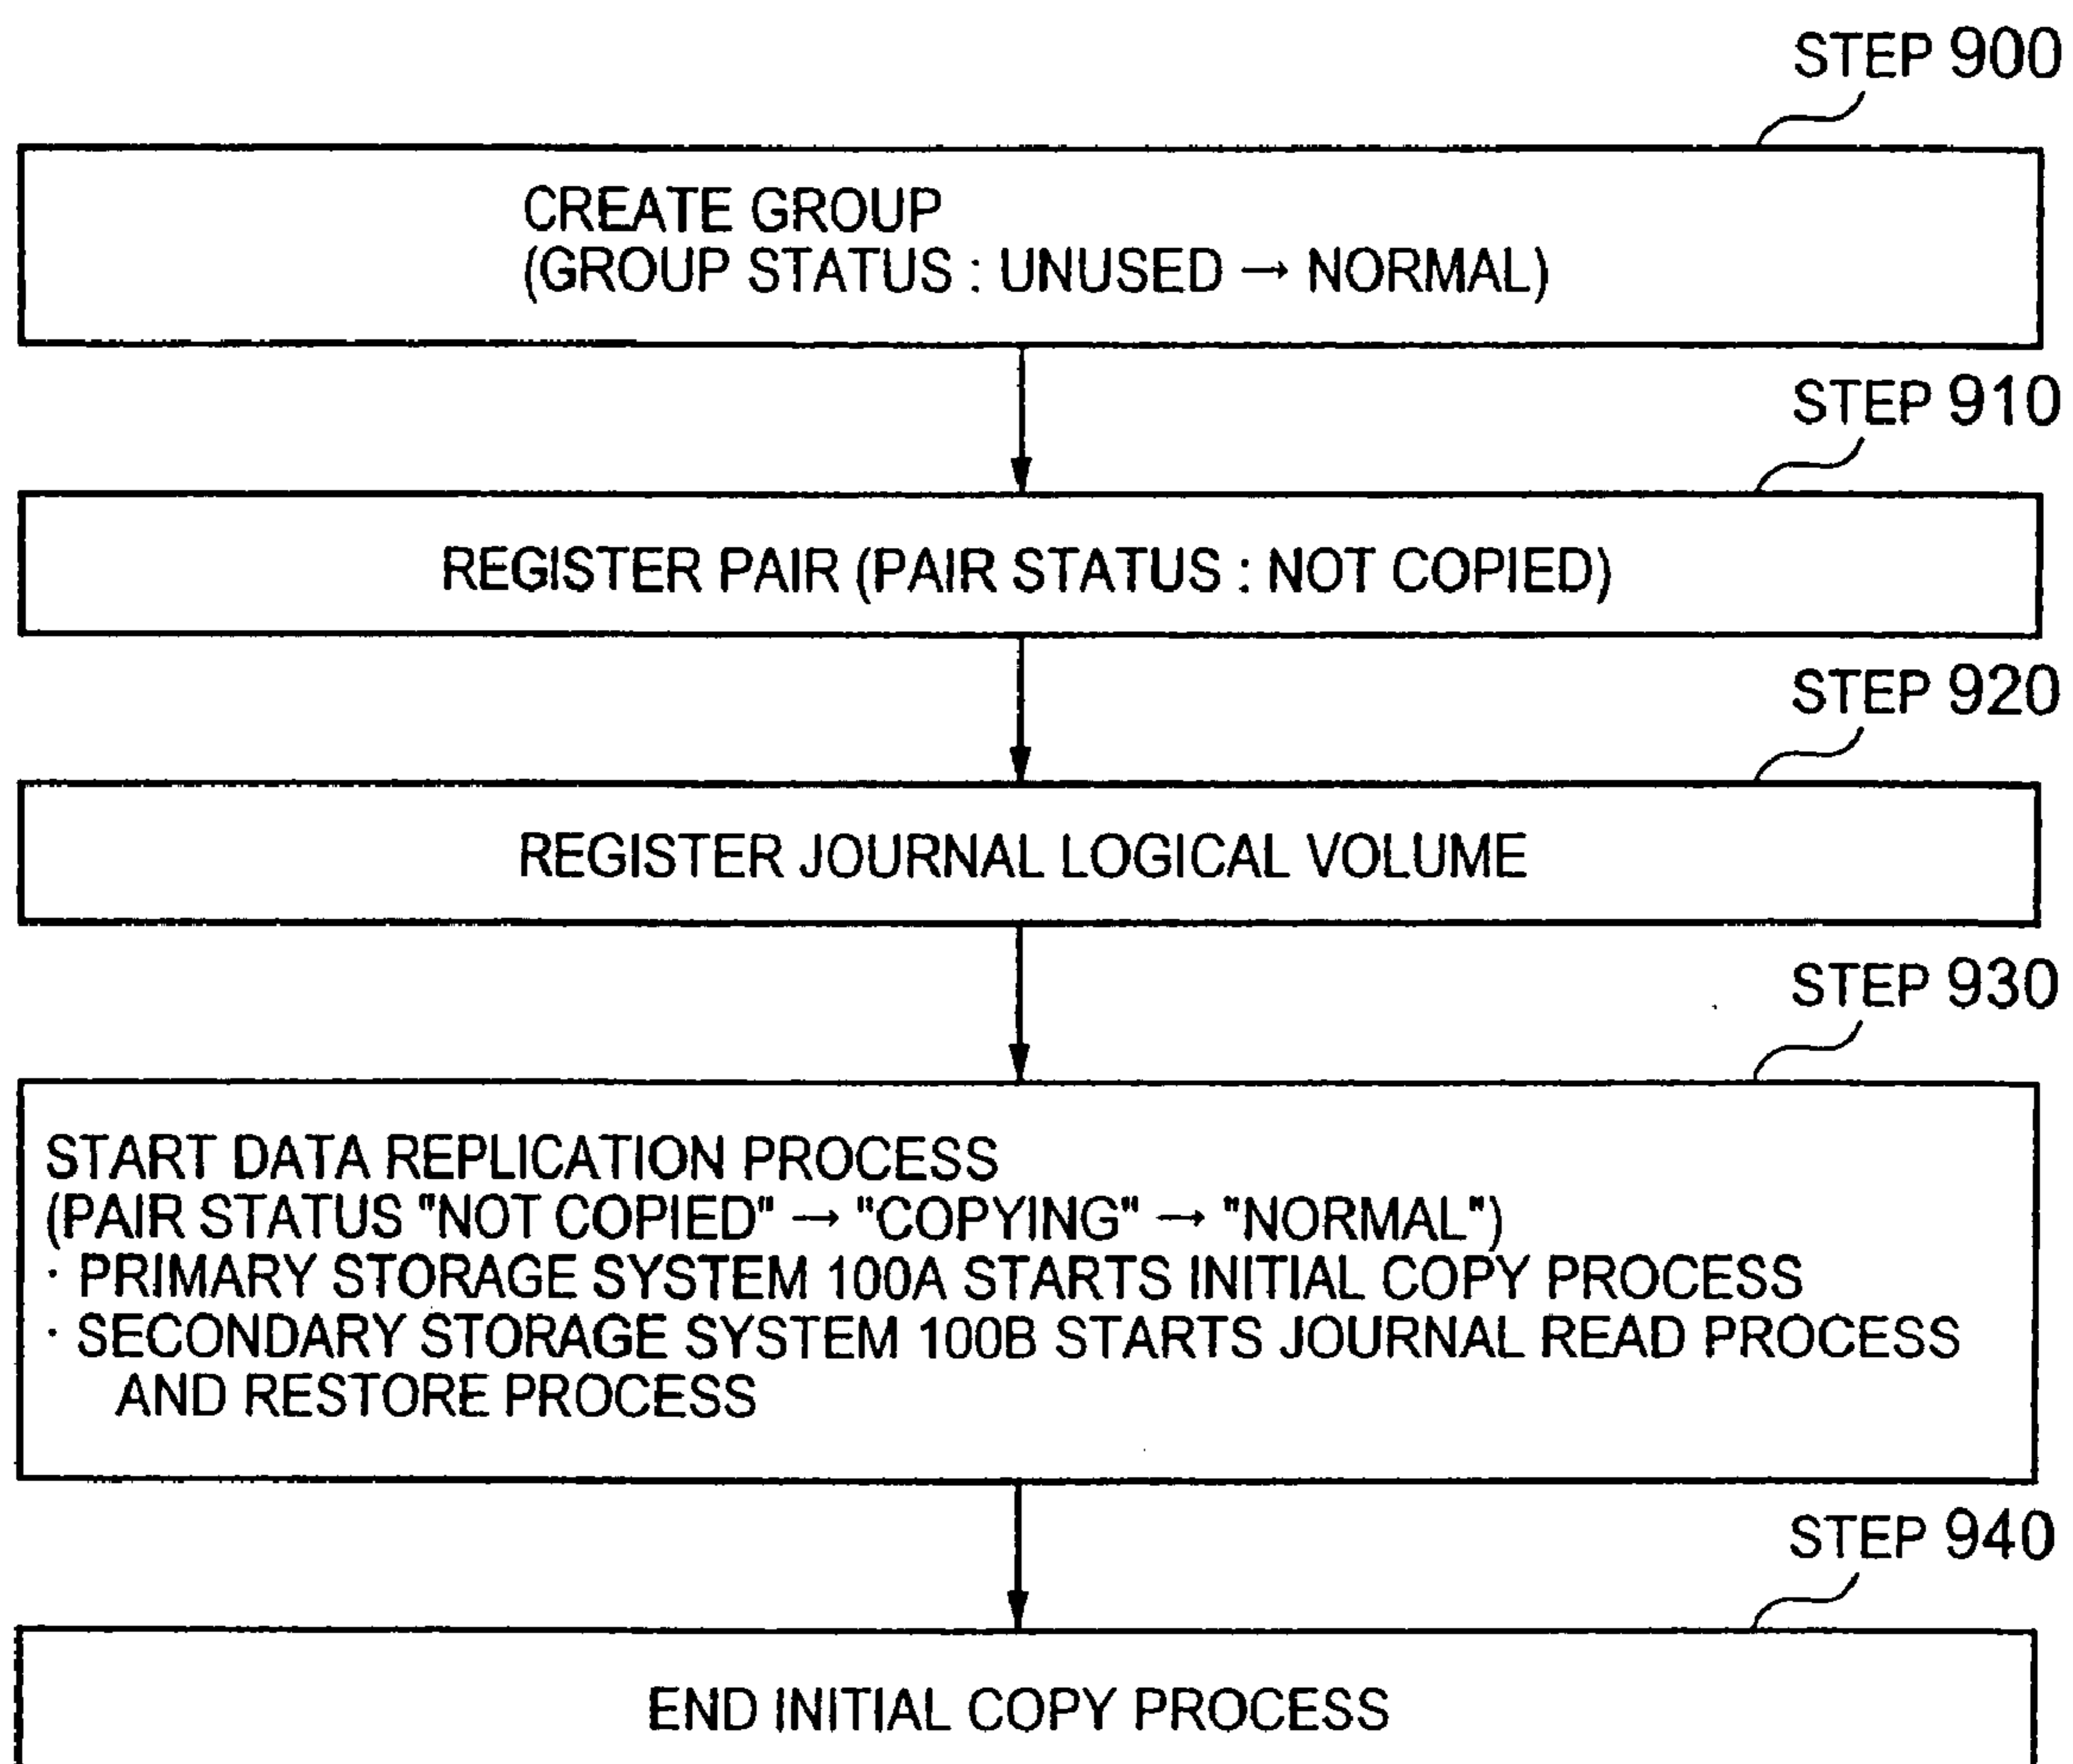 STEP 900
CREATE GROUP
(GROUP STATUS : UNUSED → NORMAL)
STEP 910
REGISTER PAIR (PAIR STATUS : NOT COPIED)
STEP 920
REGISTER JOURNAL LOGICAL VOLUME
STEP 930
START DATA REPLICATION PROCESS
(PAIR STATUS "NOT COPIED" → "COPYING" → "NORMAL")
· PRIMARY STORAGE SYSTEM 100A STARTS INITIAL COPY PROCESS
· SECONDARY STORAGE SYSTEM 100B STARTS JOURNAL READ PROCESS
AND RESTORE PROCESS
STEP 940
END INITIAL COPY PROCESS